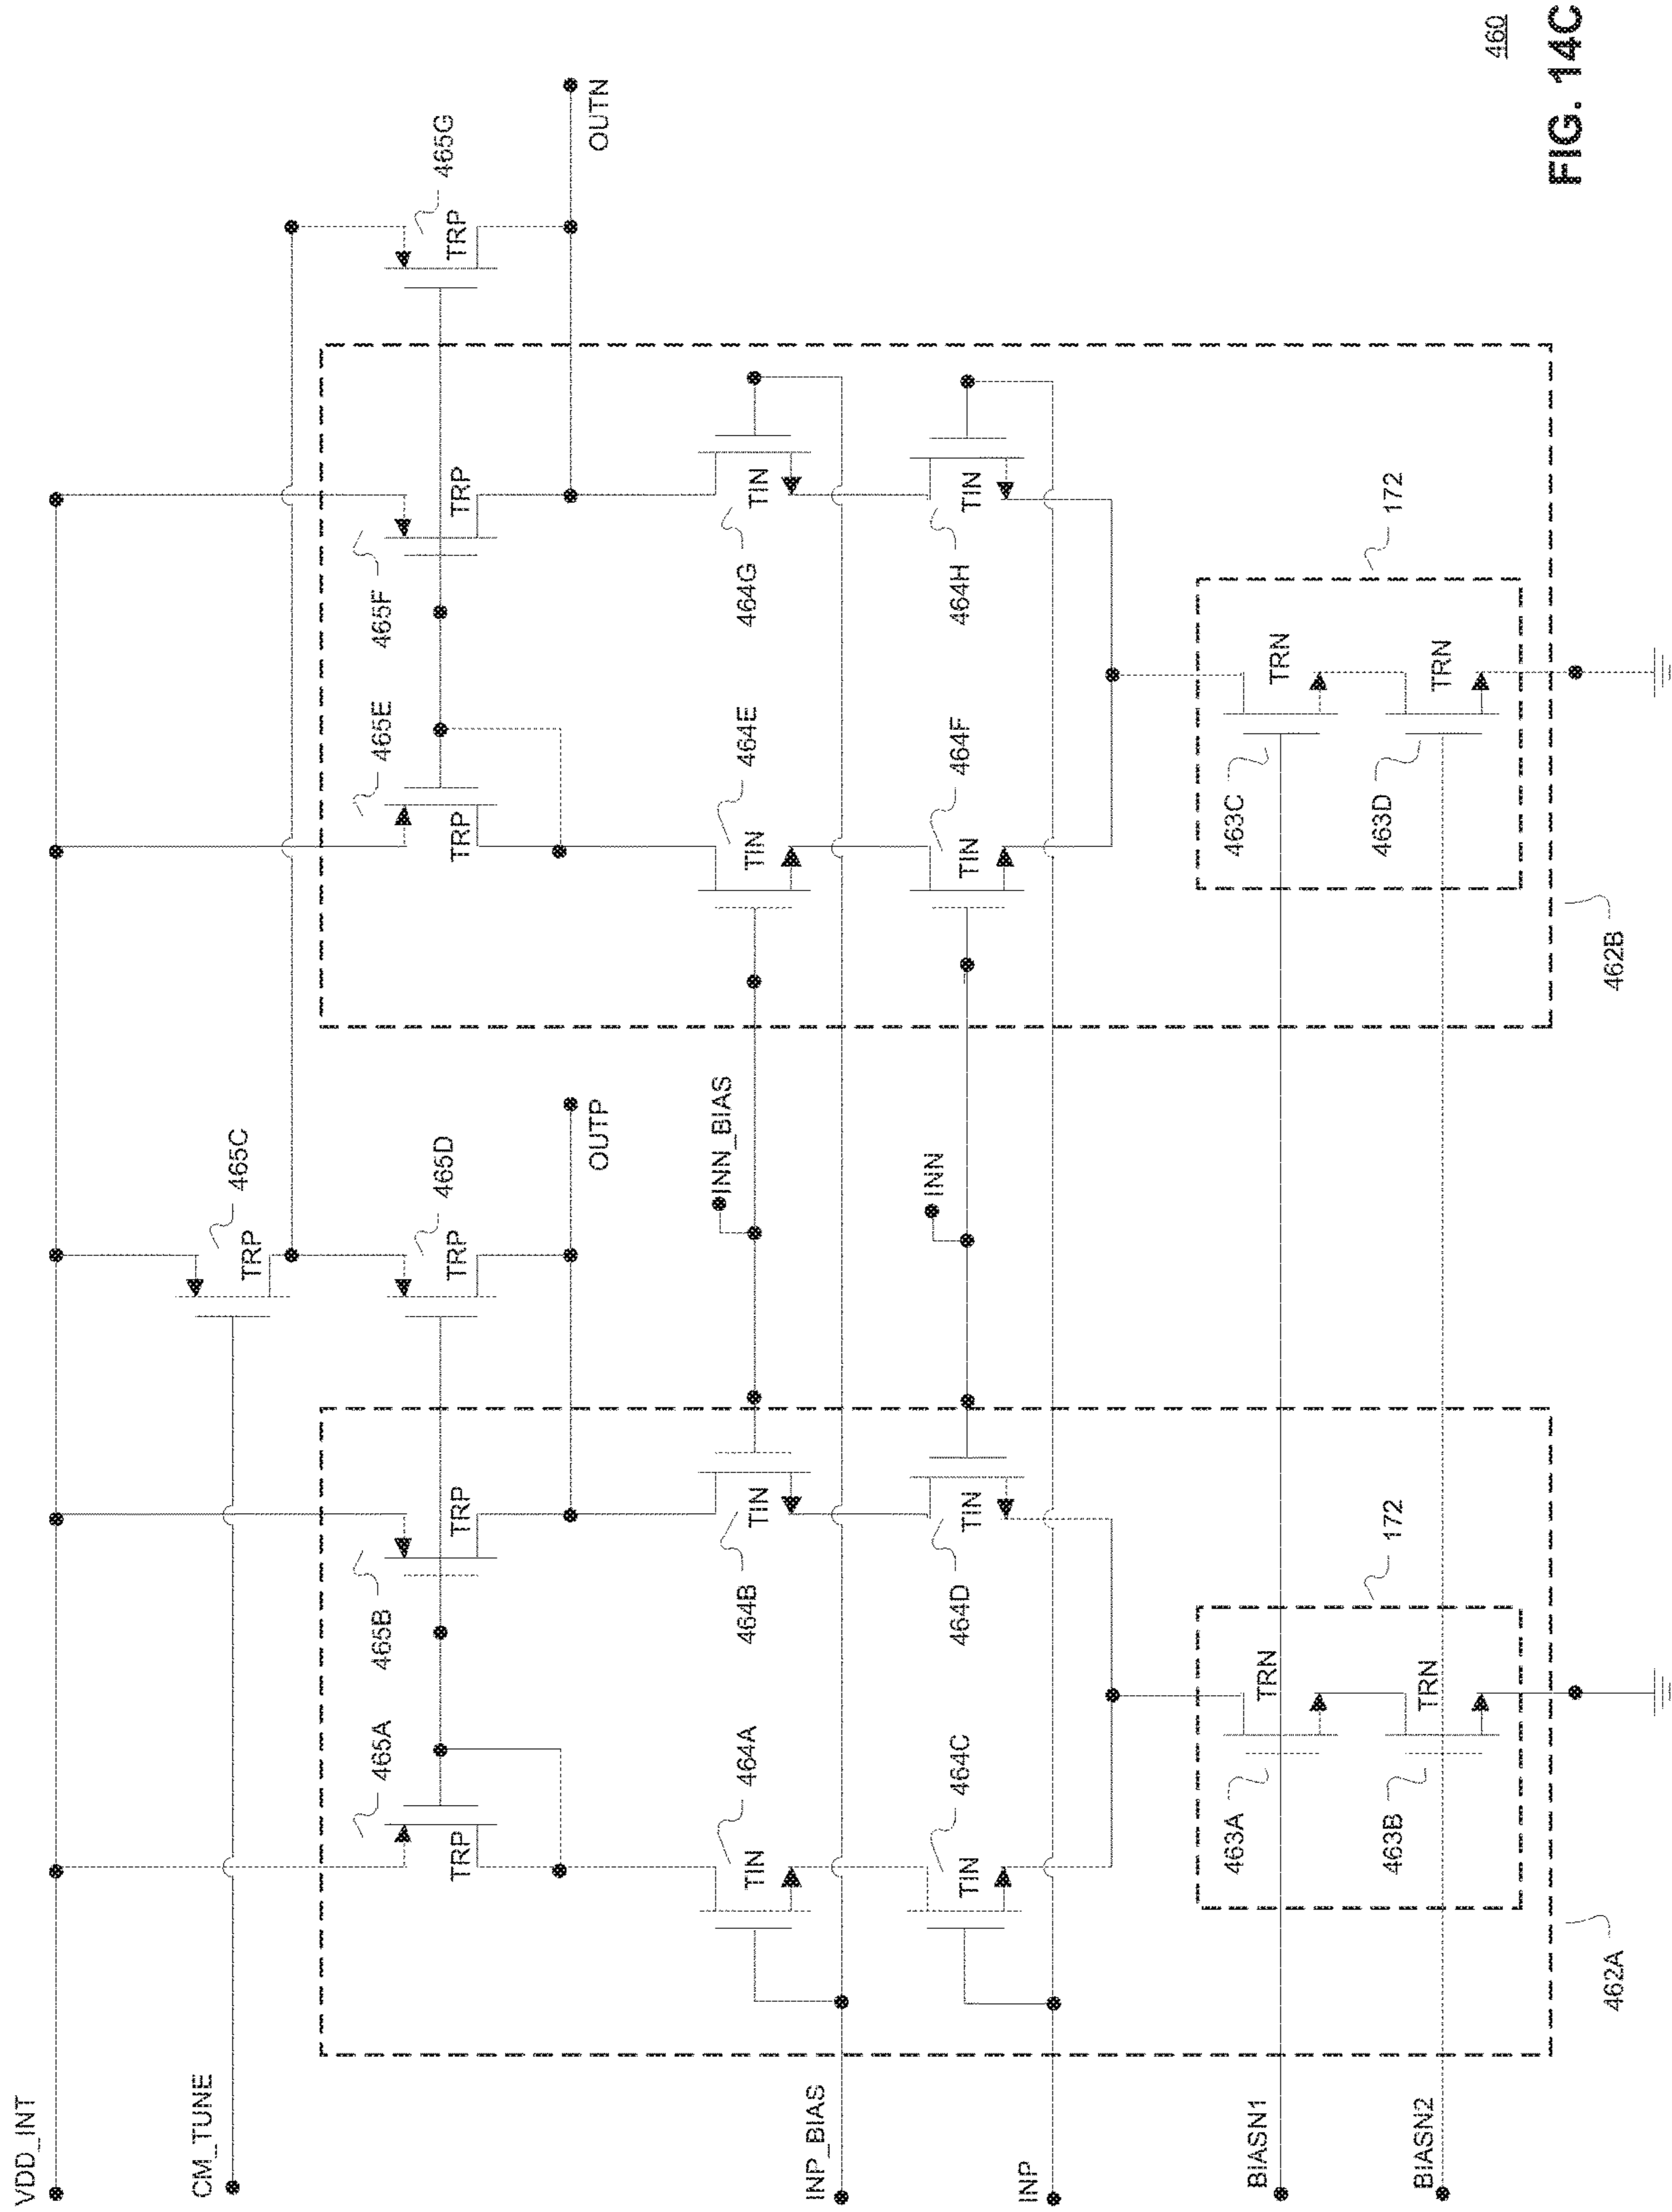 VDD_INT
CM_TUNE
465C
TRP
465D
TRP
465A
465B
465E
465F
465G
TRP
TRP
TRP
TRP
TRP
OUTP
OUTN
464A
TIN
464B
TIN
INN_BIAS
464E
TIN
464G
TIN
INP_BIAS
464C
TIN
464D
TIN
INN
464F
TIN
464H
TIN
INP
172
172
463A
TRN
463C
TRN
BIASN1
463B
TRN
463D
TRN
BIASN2
462A
462B
460
FIG. 14C